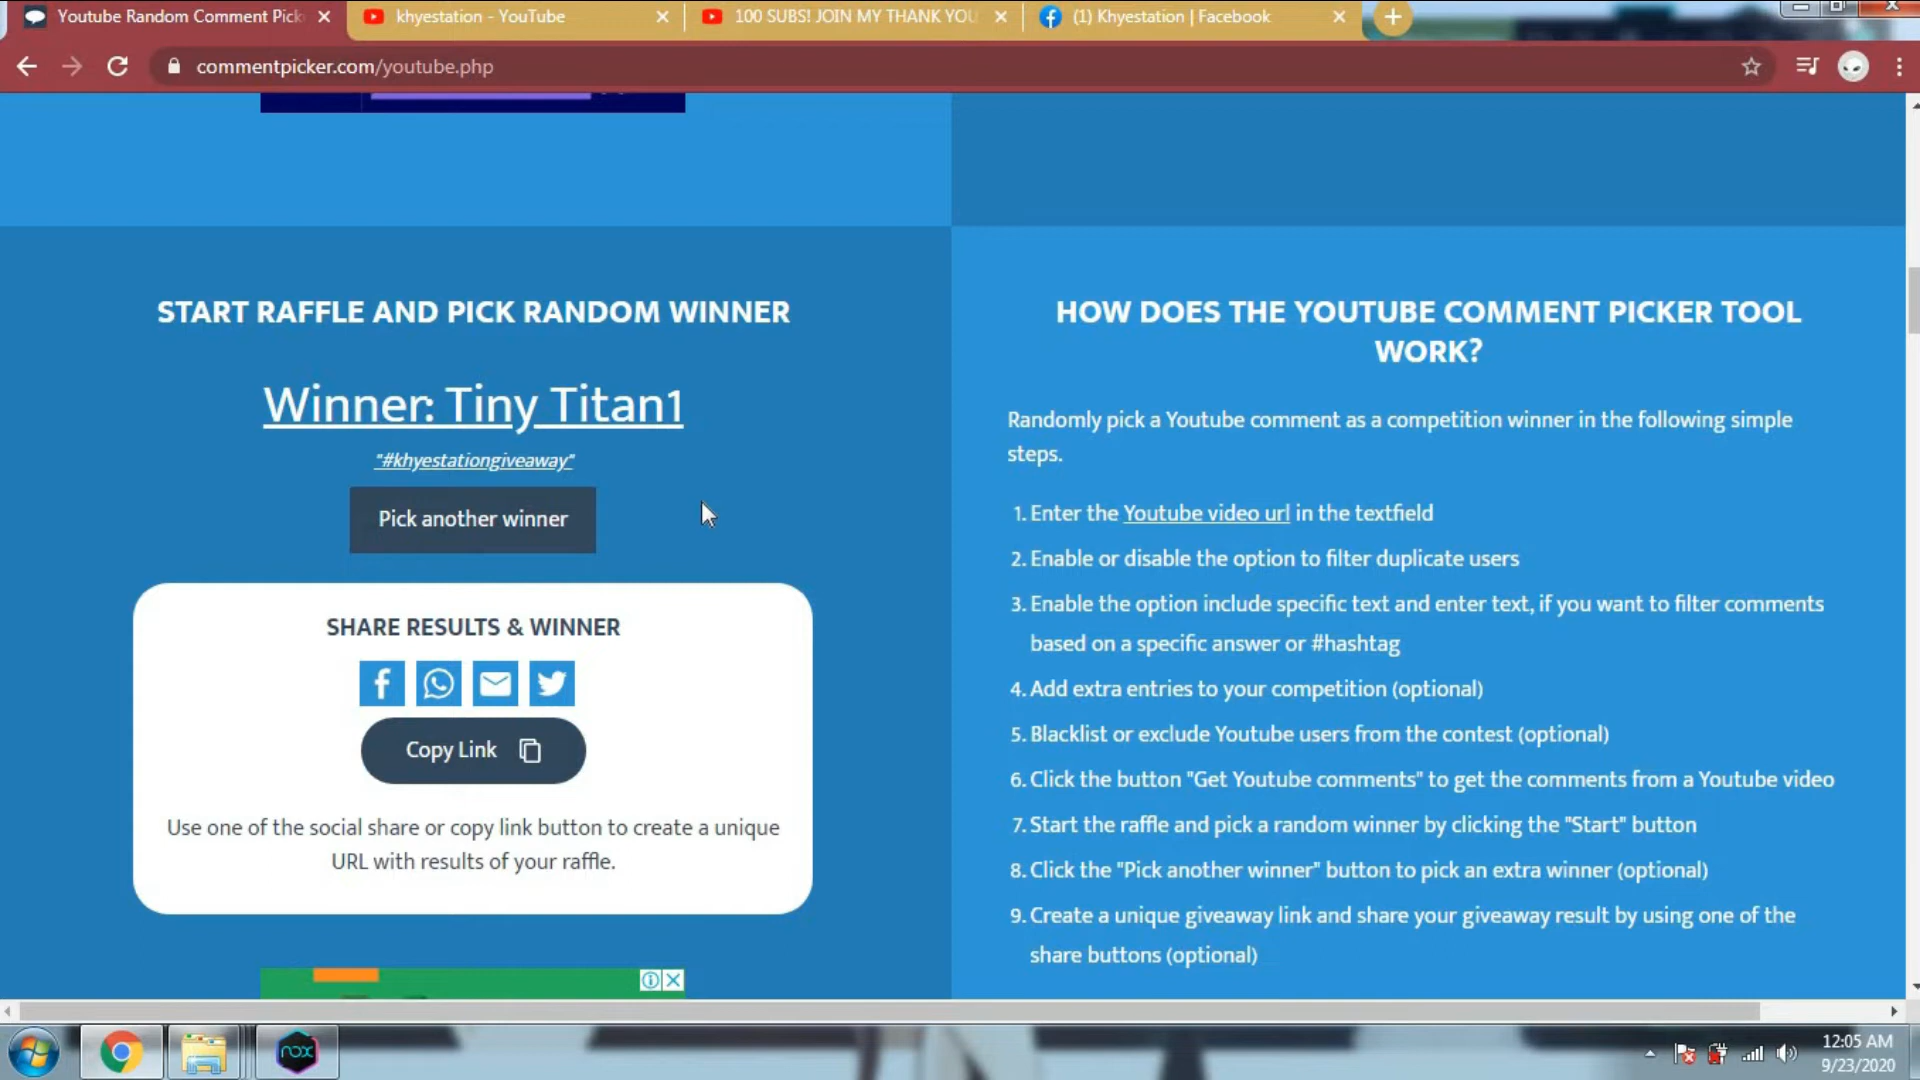 Youtube Random Comment Pick
khyestation - YouTube
100 SUBS! JOIN MY THANK YOU
(1) Khyestation | Facebook
commentpicker.com/youtube.php
START RAFFLE AND PICK RANDOM WINNER
Winner: Tiny Titan1
"#khyestationgiveaway"
Pick another winner
SHARE RESULTS & WINNER
Copy Link
Use one of the social share or copy link button to create a unique
URL with results of your raffle.
HOW DOES THE YOUTUBE COMMENT PICKER TOOL
WORK?
Randomly pick a Youtube comment as a competition winner in the following simple
steps.
1. Enter the Youtube video url in the textfield
2. Enable or disable the option to filter duplicate users
3. Enable the option include specific text and enter text, if you want to filter comments
based on a specific answer or #hashtag
4. Add extra entries to your competition (optional)
5. Blacklist or exclude Youtube users from the contest (optional)
6. Click the button "Get Youtube comments" to get the comments from a Youtube video
7. Start the raffle and pick a random winner by clicking the "Start" button
8. Click the "Pick another winner" button to pick an extra winner (optional)
9. Create a unique giveaway link and share your giveaway result by using one of the
share buttons (optional)
nox
12:05 AM
9/23/2020